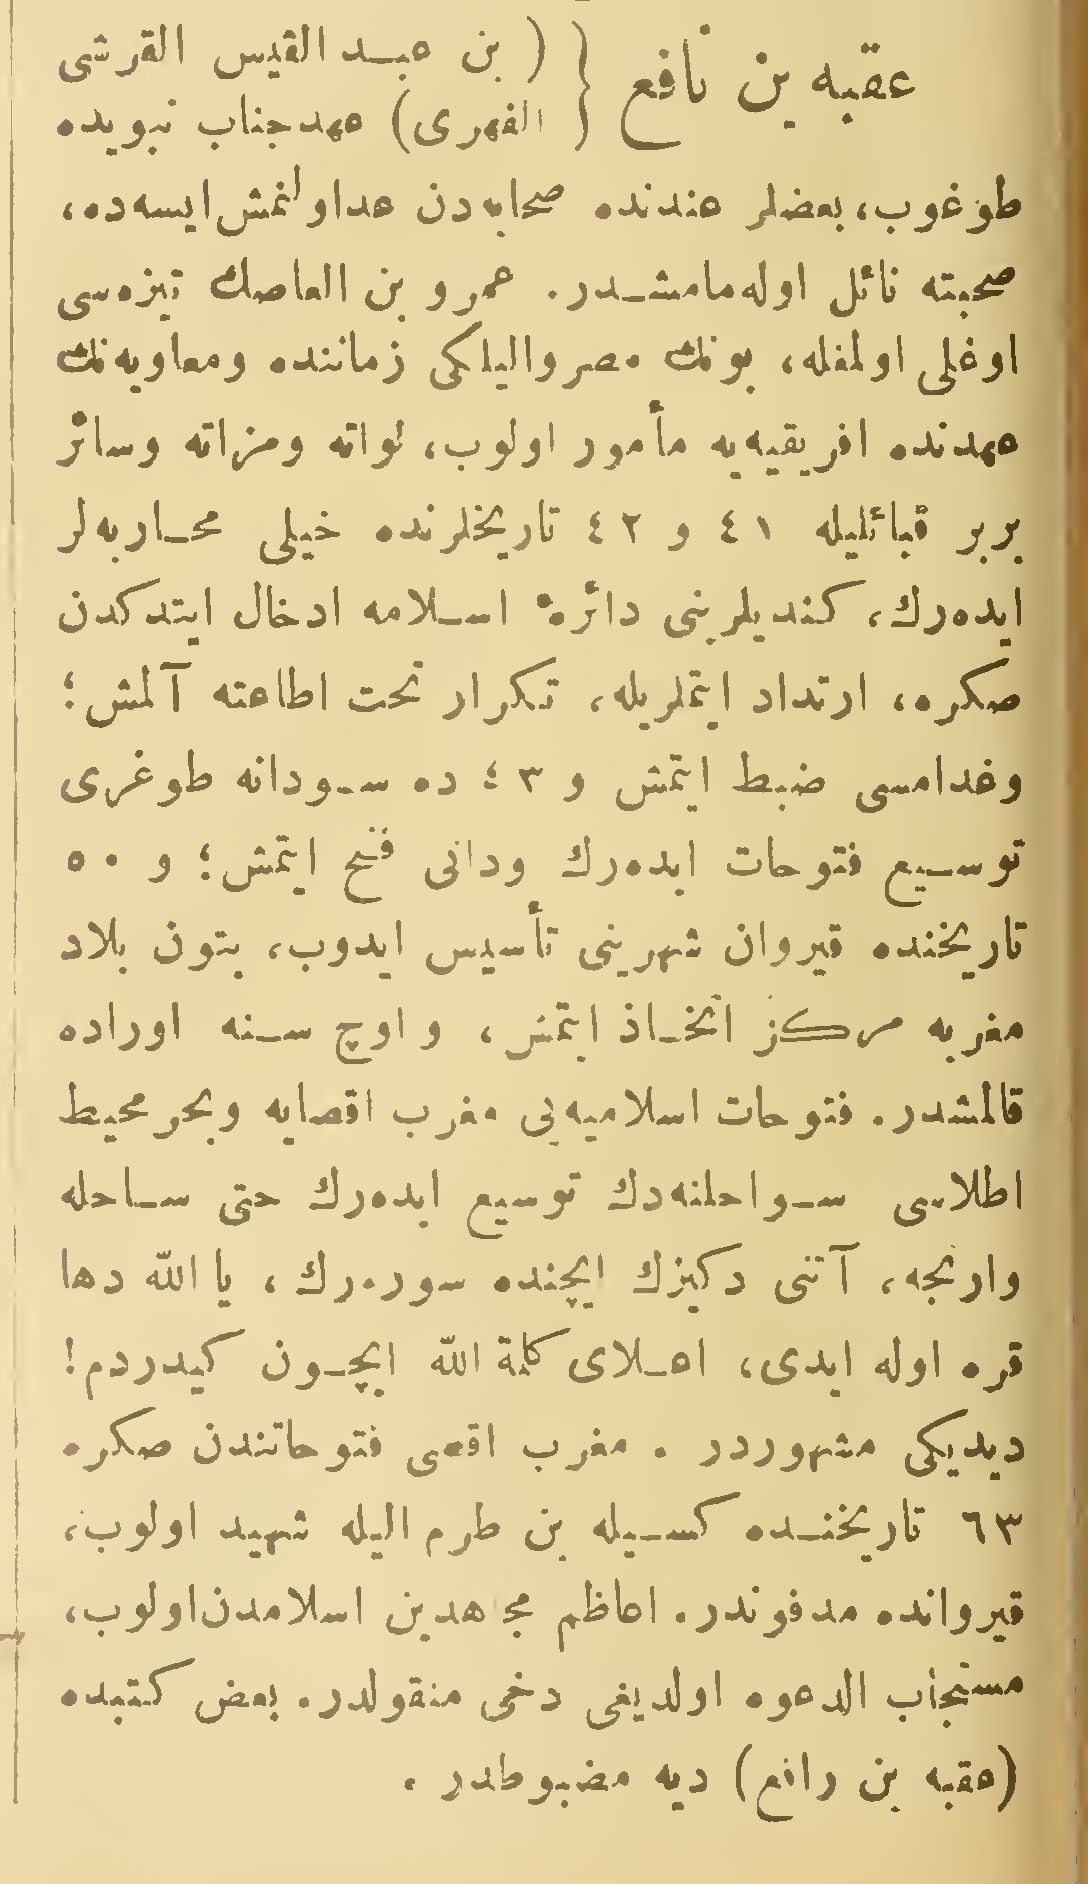 عقبه بن نافع { ( بن عبد القيس القرشى
الفهرى) عهد جناب نبويده
طوغوب، بعضلر عندنده صحابه‌دن عد اولنمش ايسه‌ده،
صحبته نائل اوله‌مامشدر. عمرو بن العاصك تيزه‌سى
اوغلى اولمغله، بونك مصر واليلكى زماننده ومعاويه‌نك
عهدنده افريقيه‌يه مأمور اولوب، لواته ومزاته وسائر
بربر قبائليله ٤١ و ٤٢ تاريخلرنده خيلى محاربه‌لر
ايده‌رك، كنديلرينى دائرۀ اسلامه ادخال ايتدكدن
صكره، ارتداد ايتملريله، تكرار تحت اطاعته آلمش؛
وغدامسى ضبط ايتمش و ٤٣ ده سودانه طوغرى
توسيع فتوحات ايده‌رك ودانى فتح ايتمش؛ و ٥٠
تاريخنده قيروان شهرينى تأسيس ايدوب، بتون بلاد
مغربه مركز اتخاذ ايتمش، و اوچ سنه اوراده
قالمشدر. فتوحات اسلاميه‌يى مغرب اقصايه وبحر محيط
اطلاسى سواحلنه‌دك توسيع ايده‌رك حتى ساحله
وارنجه، آتنى دكيزك ايچنده سوره‌رك، يا الله دها
قره اوله ايدى، اعلاى كلمة الله ايچون كيدردم!
ديديكى مشهوردر. مغرب اقصى فتوحاتندن صكره
٦٣ تاريخنده كسيله بن طرم اليله شهيد اولوب،
قيروانده مدفوندر. اعاظم مجاهدين اسلامدن اولوب،
مستجاب الدعوه اولديغى دخى منقولدر. بعض كتبده
(عقبه بن رافع) ديه مضبوطدر.